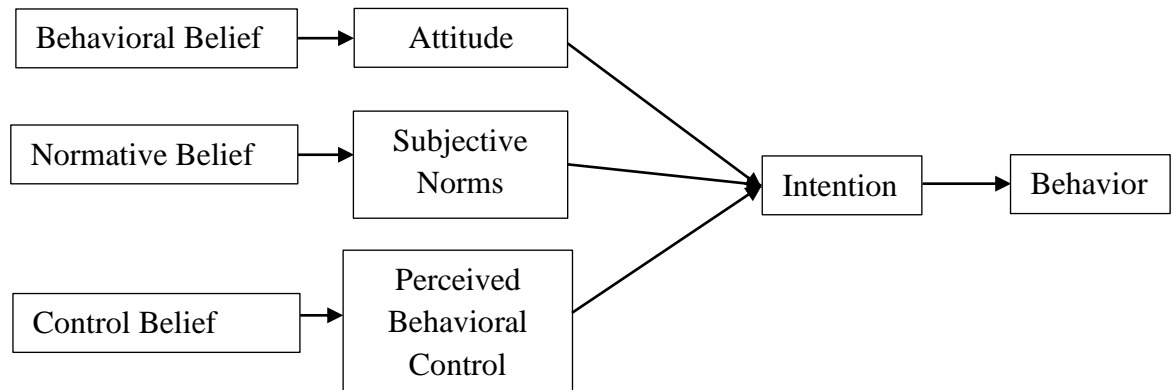 Behavioral Belief
Attitude
Normative Belief
Subjective
Norms
Intention
Behavior
Control Belief
Perceived
Behavioral
Control